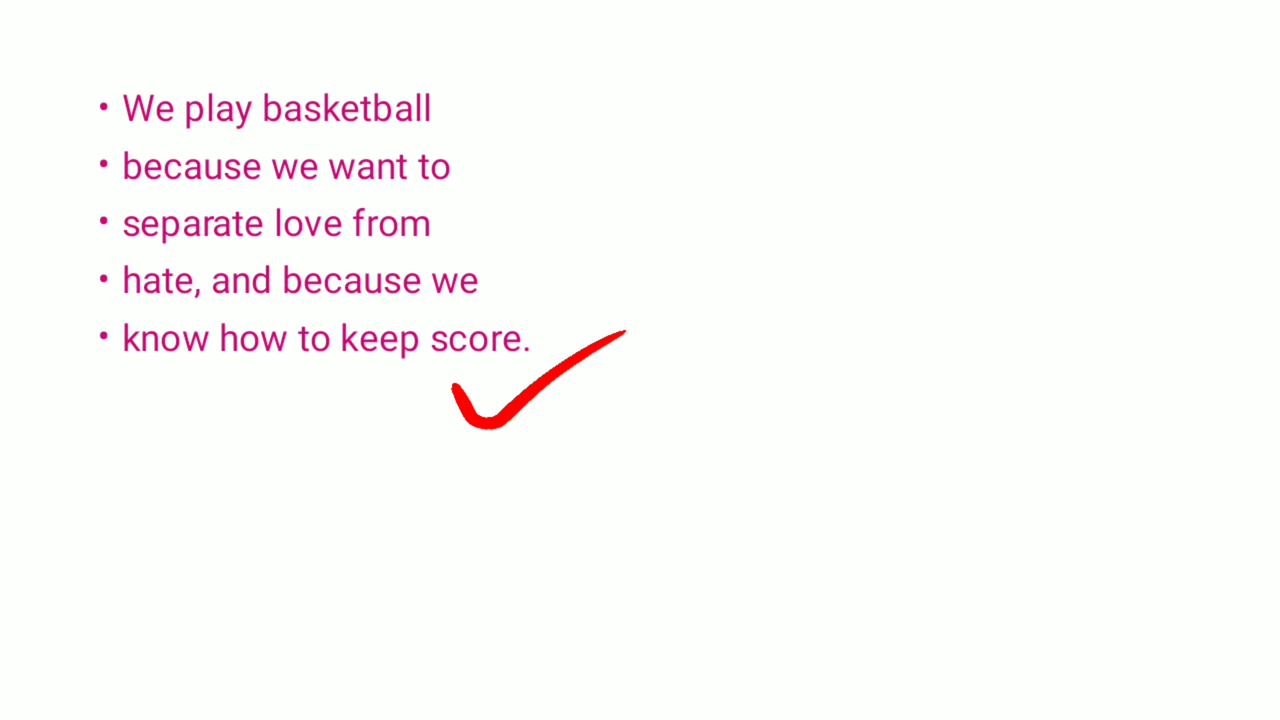 • We play basketball
• because we want to
• separate love from
• hate, and because we
• know how to keep score.